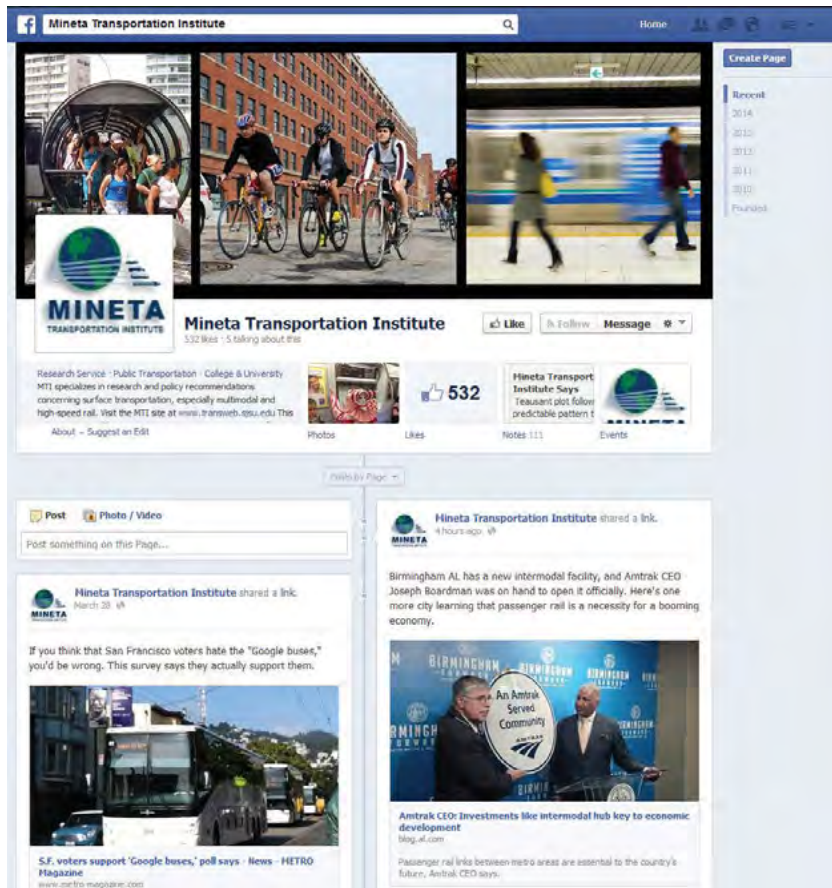 Mineta Transportation Institute
Home
Create Page
Recent
2014
2013
2012
2011
2010
Founded
MINETA
TRANSPORTATION INSTITUTE
Mineta Transportation Institute
532 likes · 5 talking about this
Like
Follow
Message
Research Service · Public Transportation · College & University
MTI specializes in research and policy recommendations
concerning surface transportation, especially multimodal and
high-speed rail. Visit the MTI site at www.transweb.sjsu.edu This
About – Suggest an Edit
Photos
532
Likes
Mineta Transport
Institute Says
Teausant plot follow
predictable pattern t
Notes 111
Events
Posts by Page
Post
Photo / Video
Post something on this Page...
MINETA
Mineta Transportation Institute shared a link.
March 28
If you think that San Francisco voters hate the "Google buses,"
you'd be wrong. This survey says they actually support them.
S.F. voters support 'Google buses,' poll says - News - METRO
Magazine
www.metro-magazine.com
MINETA
Mineta Transportation Institute shared a link.
4 hours ago
Birmingham AL has a new intermodal facility, and Amtrak CEO
Joseph Boardman was on hand to open it officially. Here's one
more city learning that passenger rail is a necessity for a booming
economy.
BIRMINGHAM
An Amtrak
Served
Community
AMTRAK
Amtrak CEO: Investments like intermodal hub key to economic
development
blog.al.com
Passenger rail links between metro areas are essential to the country's
future, Amtrak CEO says.